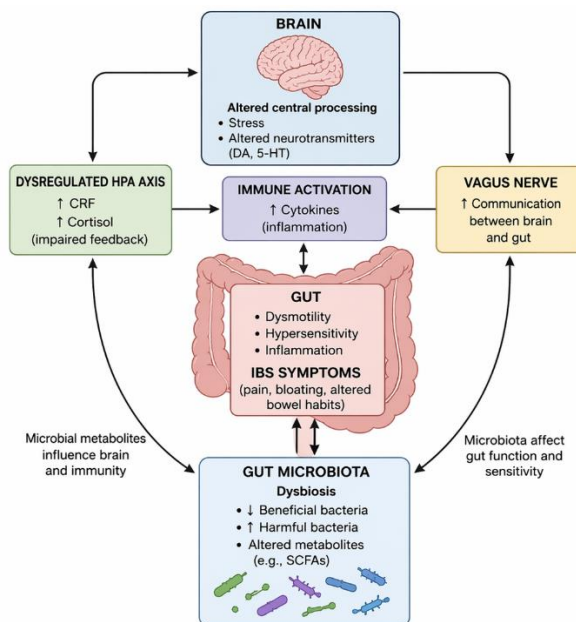 BRAIN
Altered central processing
• Stress
• Altered neurotransmitters
(DA, 5-HT)
DYSREGULATED HPA AXIS
↑ CRF
↑ Cortisol
(impaired feedback)
IMMUNE ACTIVATION
↑ Cytokines
(inflammation)
VAGUS NERVE
↑ Communication
between brain
and gut
GUT
• Dysmotility
• Hypersensitivity
• Inflammation
IBS SYMPTOMS
(pain, bloating, altered
bowel habits)
Microbial metabolites
influence brain
and immunity
Microbiota affect
gut function and
sensitivity
GUT MICROBIOTA
Dysbiosis
• ↓ Beneficial bacteria
• ↑ Harmful bacteria
• Altered metabolites
(e.g., SCFAs)